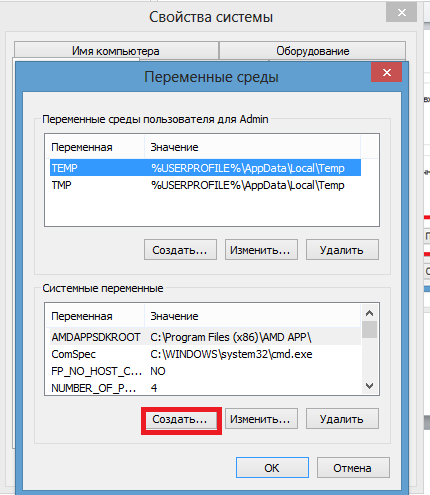 Свойства системы
Имя компьютера Оборудование
Переменные среды
Переменные среды пользователя для Admin
Переменная Значение
TEMP %USERPROFILE%\AppData\Local\Temp
TMP %USERPROFILE%\AppData\Local\Temp
Создать... Изменить... Удалить
Системные переменные
Переменная Значение
AMDAPPSDKROOT C:\Program Files (x86)\AMD APP\
ComSpec C:\WINDOWS\system32\cmd.exe
FP_NO_HOST_C... NO
NUMBER_OF_P... 4
Создать... Изменить... Удалить
OK Отмена